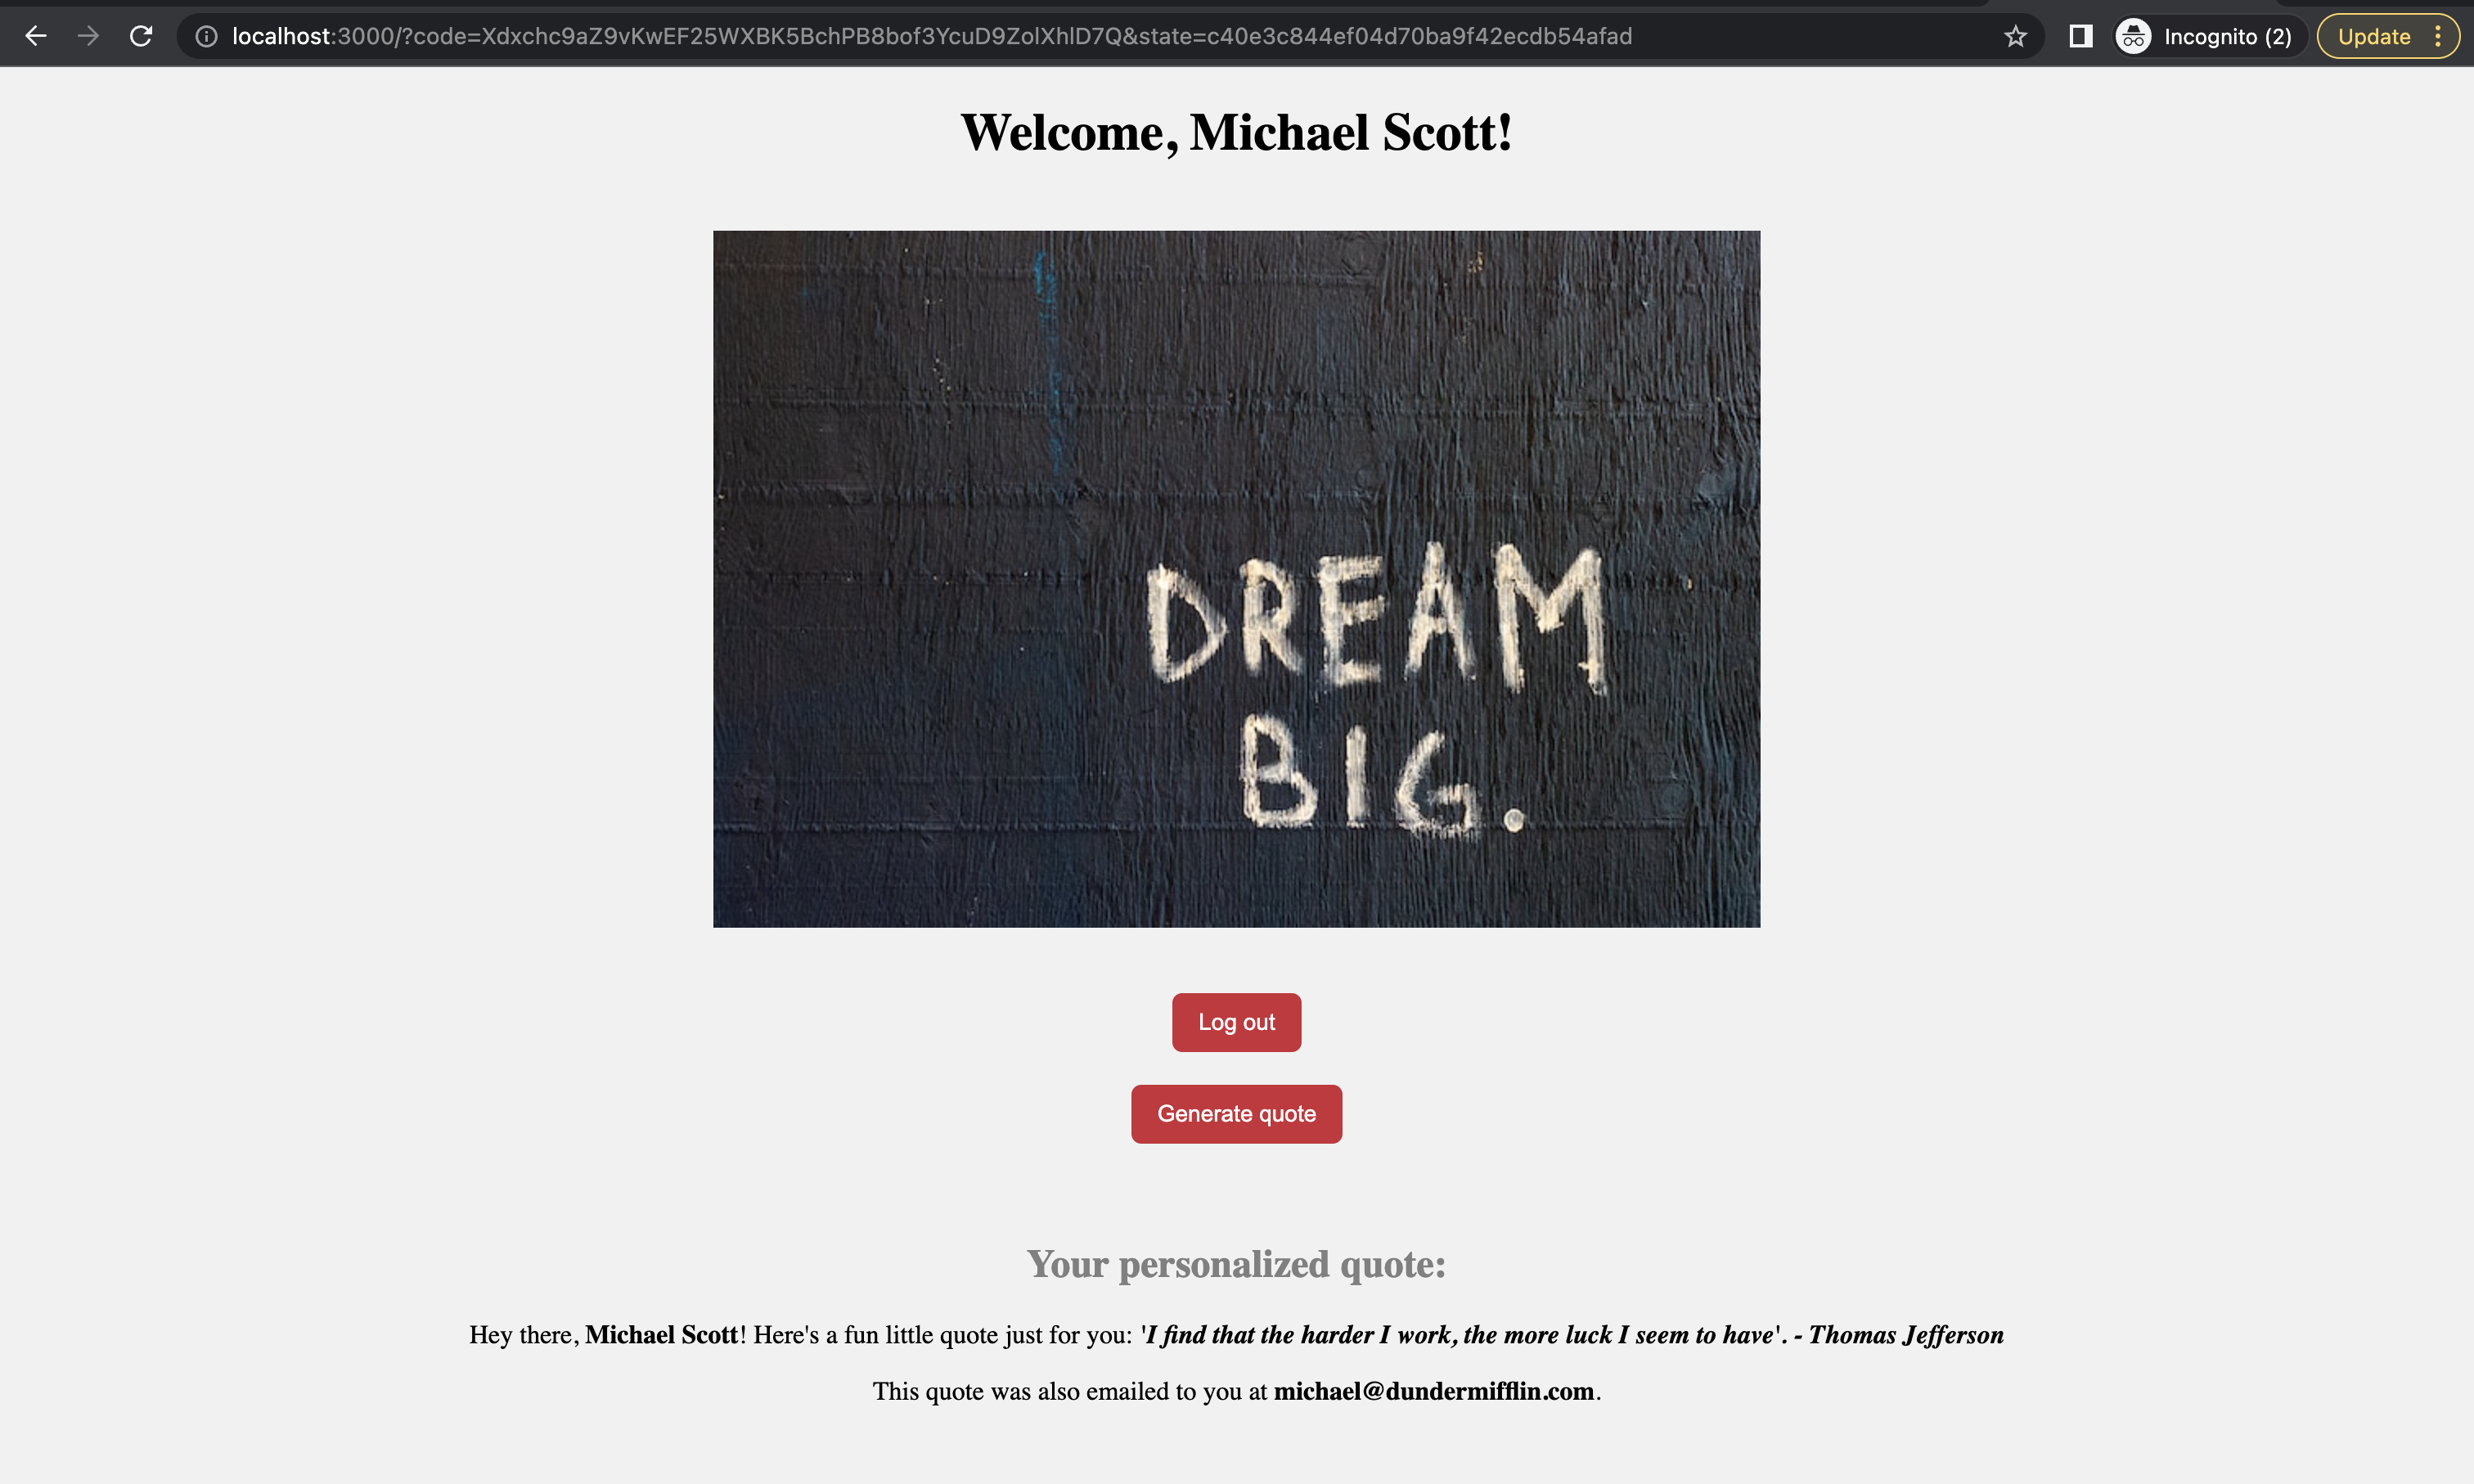 localhost:3000/?code=Xdxchc9aZ9vKwEF25WXBK5BchPB8bof3YcuD9ZolXhlD7Q&state=c40e3c844ef04d70ba9f42ecdb54afad
Incognito (2)
Update
Welcome, Michael Scott!
DREAM
BIG.
Log out
Generate quote
Your personalized quote:
Hey there, Michael Scott! Here's a fun little quote just for you: 'I find that the harder I work, the more luck I seem to have'. - Thomas Jefferson
This quote was also emailed to you at michael@dundermifflin.com.